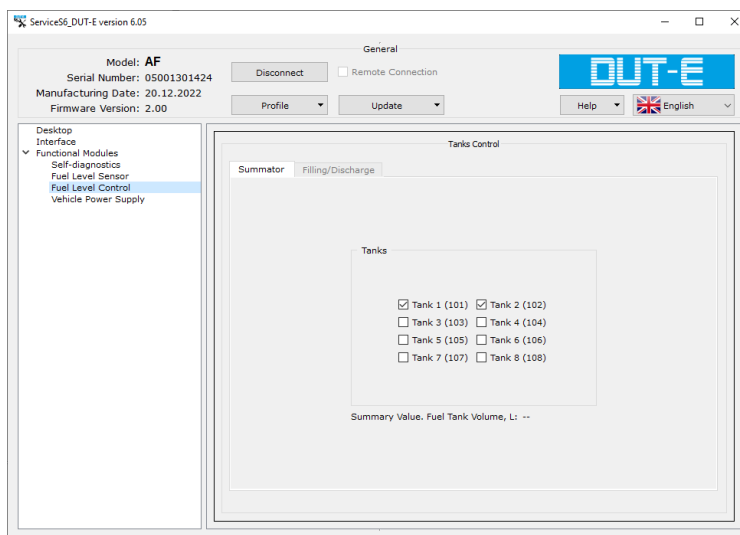 ServiceS6_DUT-E version 6.05
General
Model: AF
Serial Number: 05001301424
Manufacturing Date: 20.12.2022
Firmware Version: 2.00
Disconnect
Remote Connection
Profile
Update
DUT-E
Help
English
Desktop
Interface
Functional Modules
Self-diagnostics
Fuel Level Sensor
Fuel Level Control
Vehicle Power Supply
Tanks Control
Summator Filling/Discharge
Tanks
Tank 1 (101) Tank 2 (102)
Tank 3 (103) Tank 4 (104)
Tank 5 (105) Tank 6 (106)
Tank 7 (107) Tank 8 (108)
Summary Value. Fuel Tank Volume, L: --